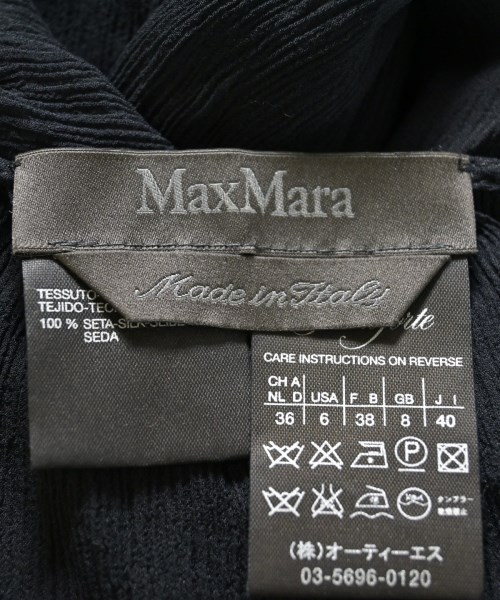 MaxMara
Made in Italy
TESSUTO-
TEJIDO-
100 % SETA-SILK-
SEDA
CARE INSTRUCTIONS ON REVERSE
CH A
NL D USA F B GB J I
36 6 38 8 40
タンブラー
乾燥禁止
(株)オーティーエス
03-5696-0120